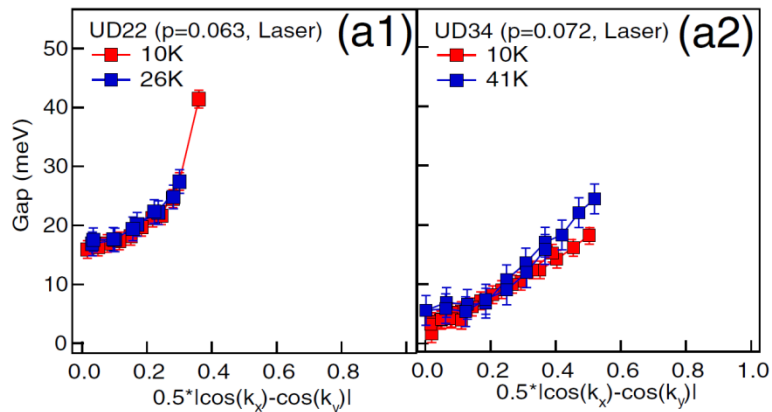 UD22 (p=0.063, Laser)
10K
26K
(a1)
UD34 (p=0.072, Laser)
10K
41K
(a2)
Gap (meV)
50
40
30
20
10
0
0.0 0.2 0.4 0.6 0.8
0.5*|cos(kx)-cos(ky)|
0.0 0.2 0.4 0.6 0.8 1.0
0.5*|cos(kx)-cos(ky)|